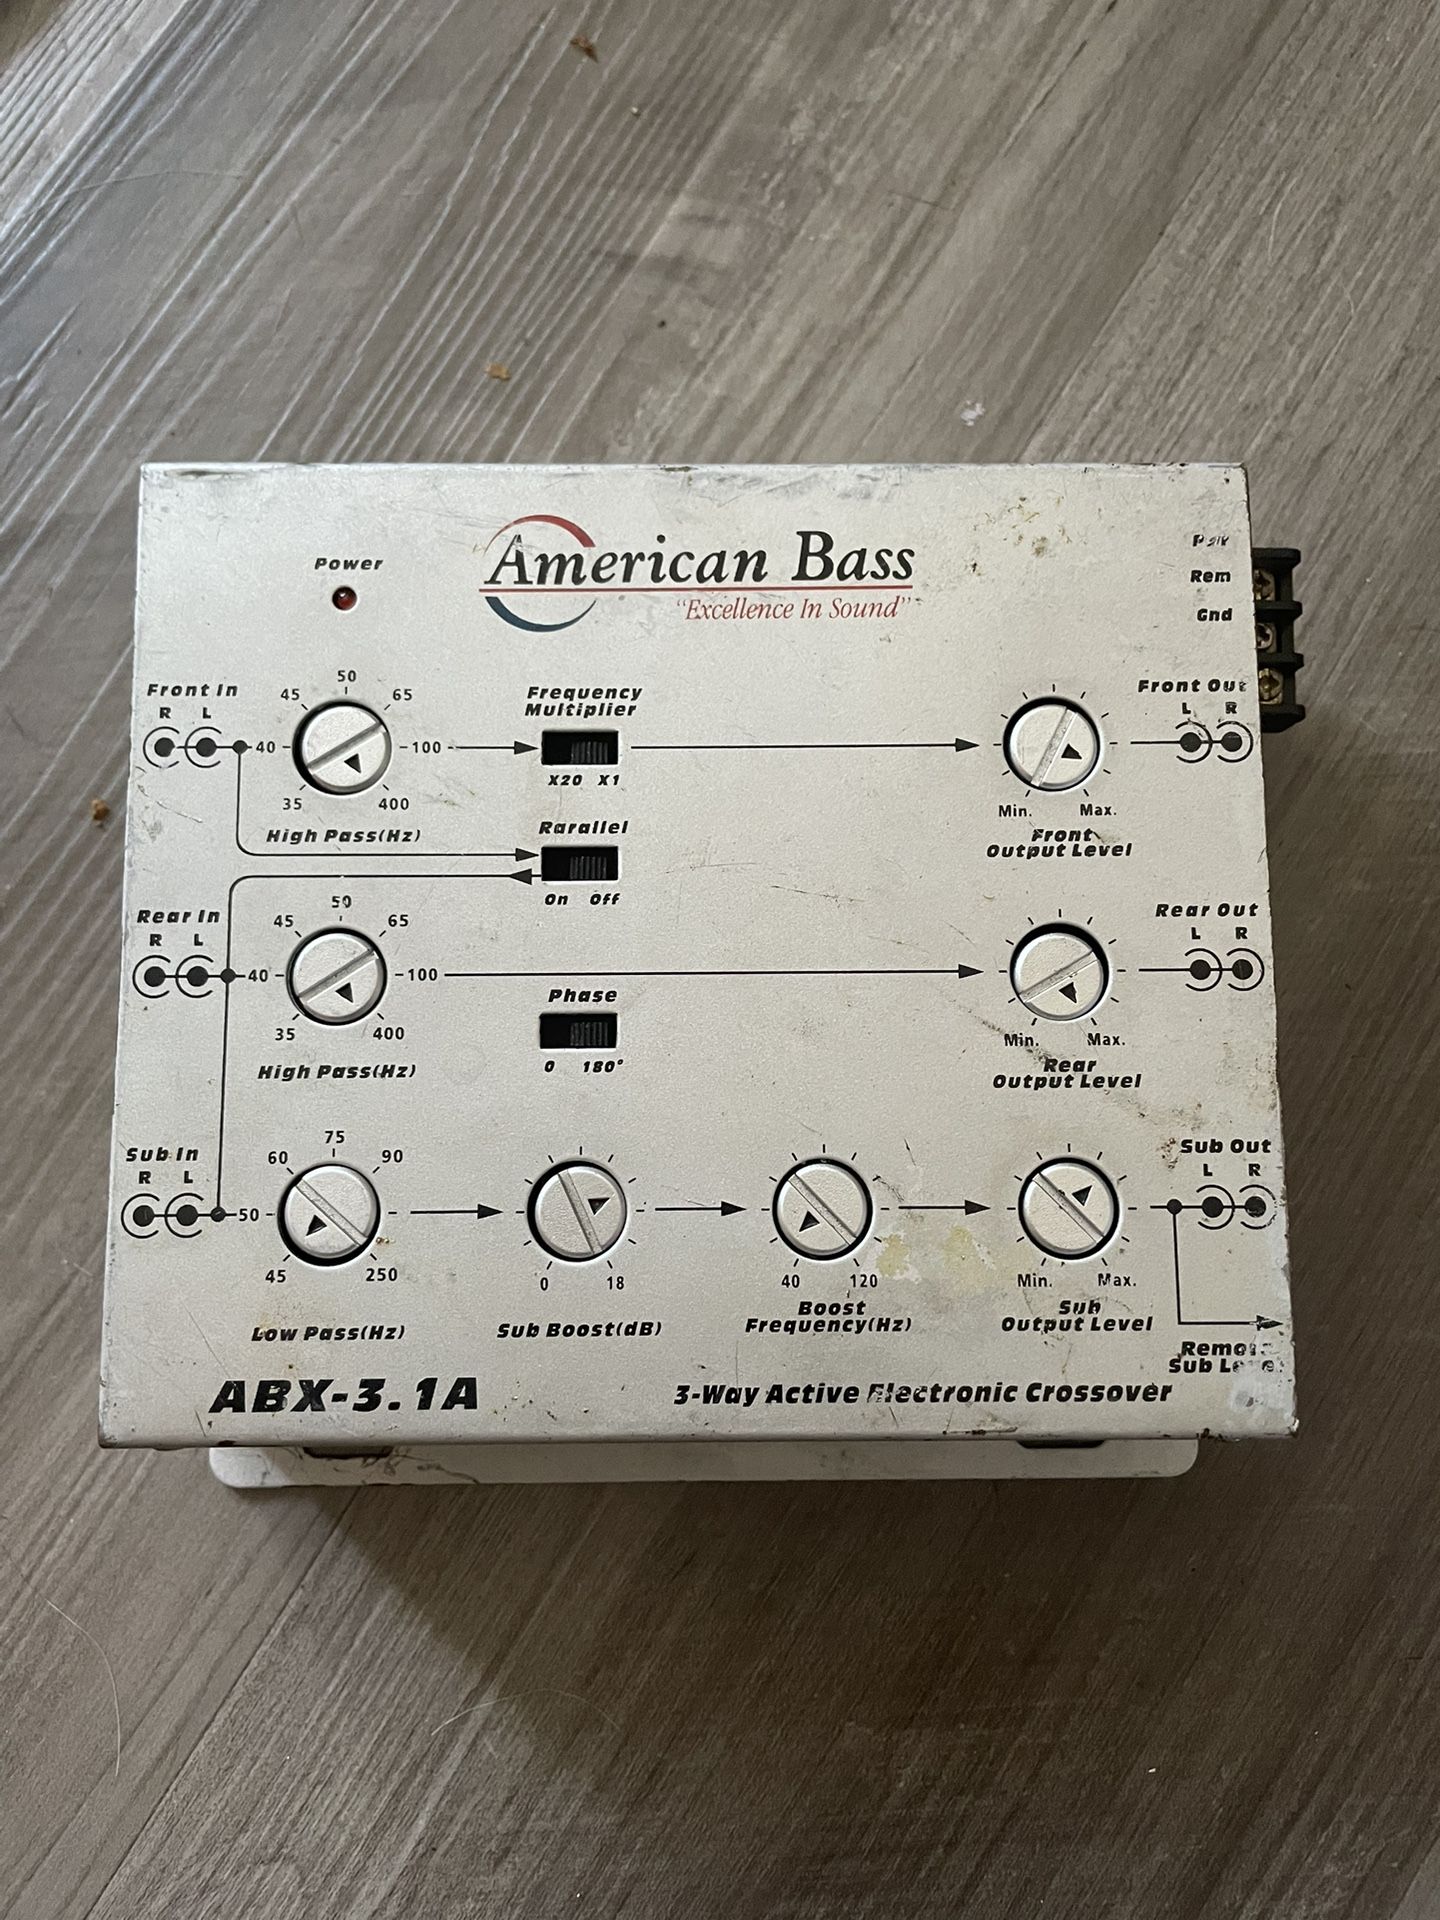 American Bass
"Excellence In Sound"
Power
Rem
Gnd
Front In
R L
40 45 50 65 100
35 400
High Pass(Hz)
Frequency
Multiplier
X20 X1
Rarallel
On Off
Min. Max.
Front
Output Level
Front Out
L R
Rear In
R L
40 45 50 65 100
35 400
High Pass(Hz)
Phase
0 180°
Min. Max.
Rear
Output Level
Rear Out
L R
Sub In
R L
50 60 75 90
45 250
Low Pass(Hz)
0 18
Sub Boost(dB)
40 120
Boost
Frequency(Hz)
Min. Max.
Sub
Output Level
Sub Out
L R
Sub
ABX-3.1A
3-Way Active Electronic Crossover